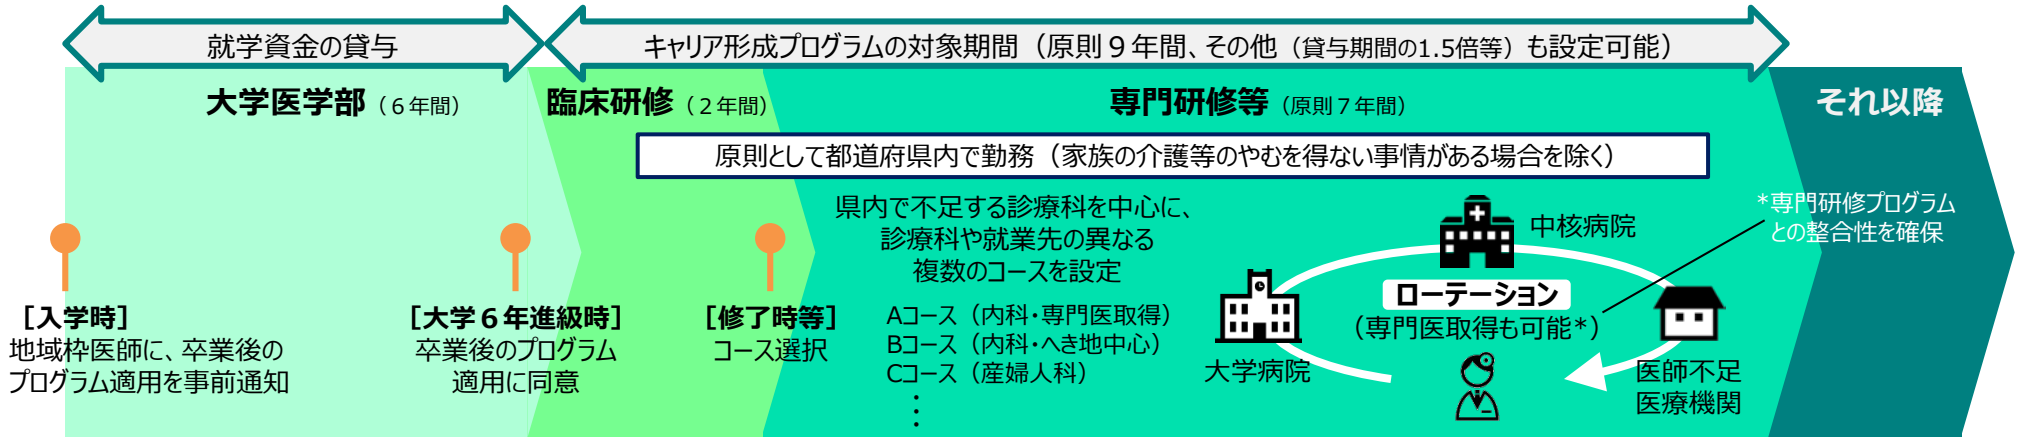 就学資金の貸与
キャリア形成プログラムの対象期間（原則９年間、その他（貸与期間の1.5倍等）も設定可能）
大学医学部（６年間）
臨床研修（２年間）
専門研修等（原則７年間）
それ以降
原則として都道府県内で勤務（家族の介護等のやむを得ない事情がある場合を除く）
［入学時］
地域枠医師に、卒業後の
プログラム適用を事前通知
［大学６年進級時］
卒業後のプログラム
適用に同意
［修了時等］
コース選択
県内で不足する診療科を中心に、
診療科や就業先の異なる
複数のコースを設定
Aコース（内科・専門医取得）
Bコース（内科・へき地中心）
Cコース（産婦人科）
⋮
中核病院
ローテーション
（専門医取得も可能*）
大学病院
医師不足
医療機関
*専門研修プログラム
との整合性を確保